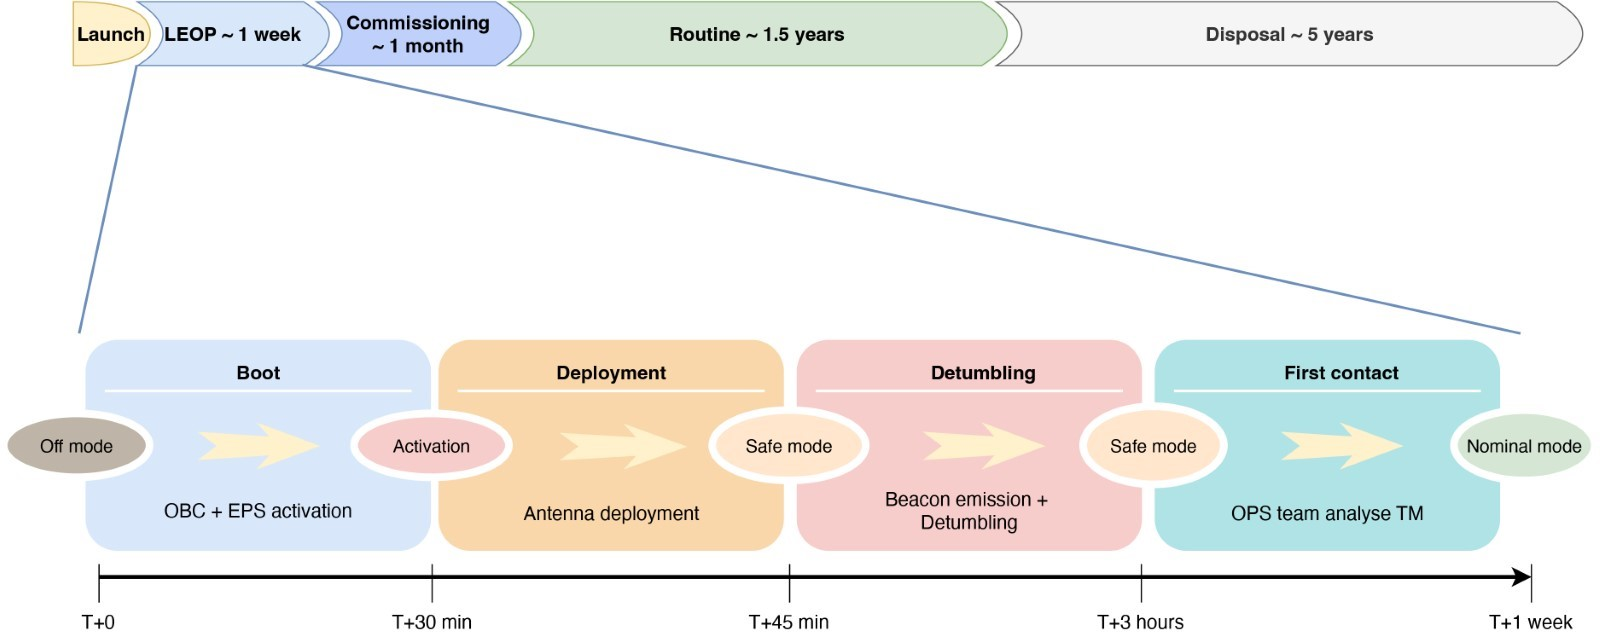 Launch
LEOP ~ 1 week
Commissioning
~ 1 month
Routine ~ 1.5 years
Disposal ~ 5 years
Boot
Deployment
Detumbling
First contact
Off mode
Activation
Safe mode
Safe mode
Nominal mode
OBC + EPS activation
Antenna deployment
Beacon emission +
Detumbling
OPS team analyse TM
T+0
T+30 min
T+45 min
T+3 hours
T+1 week